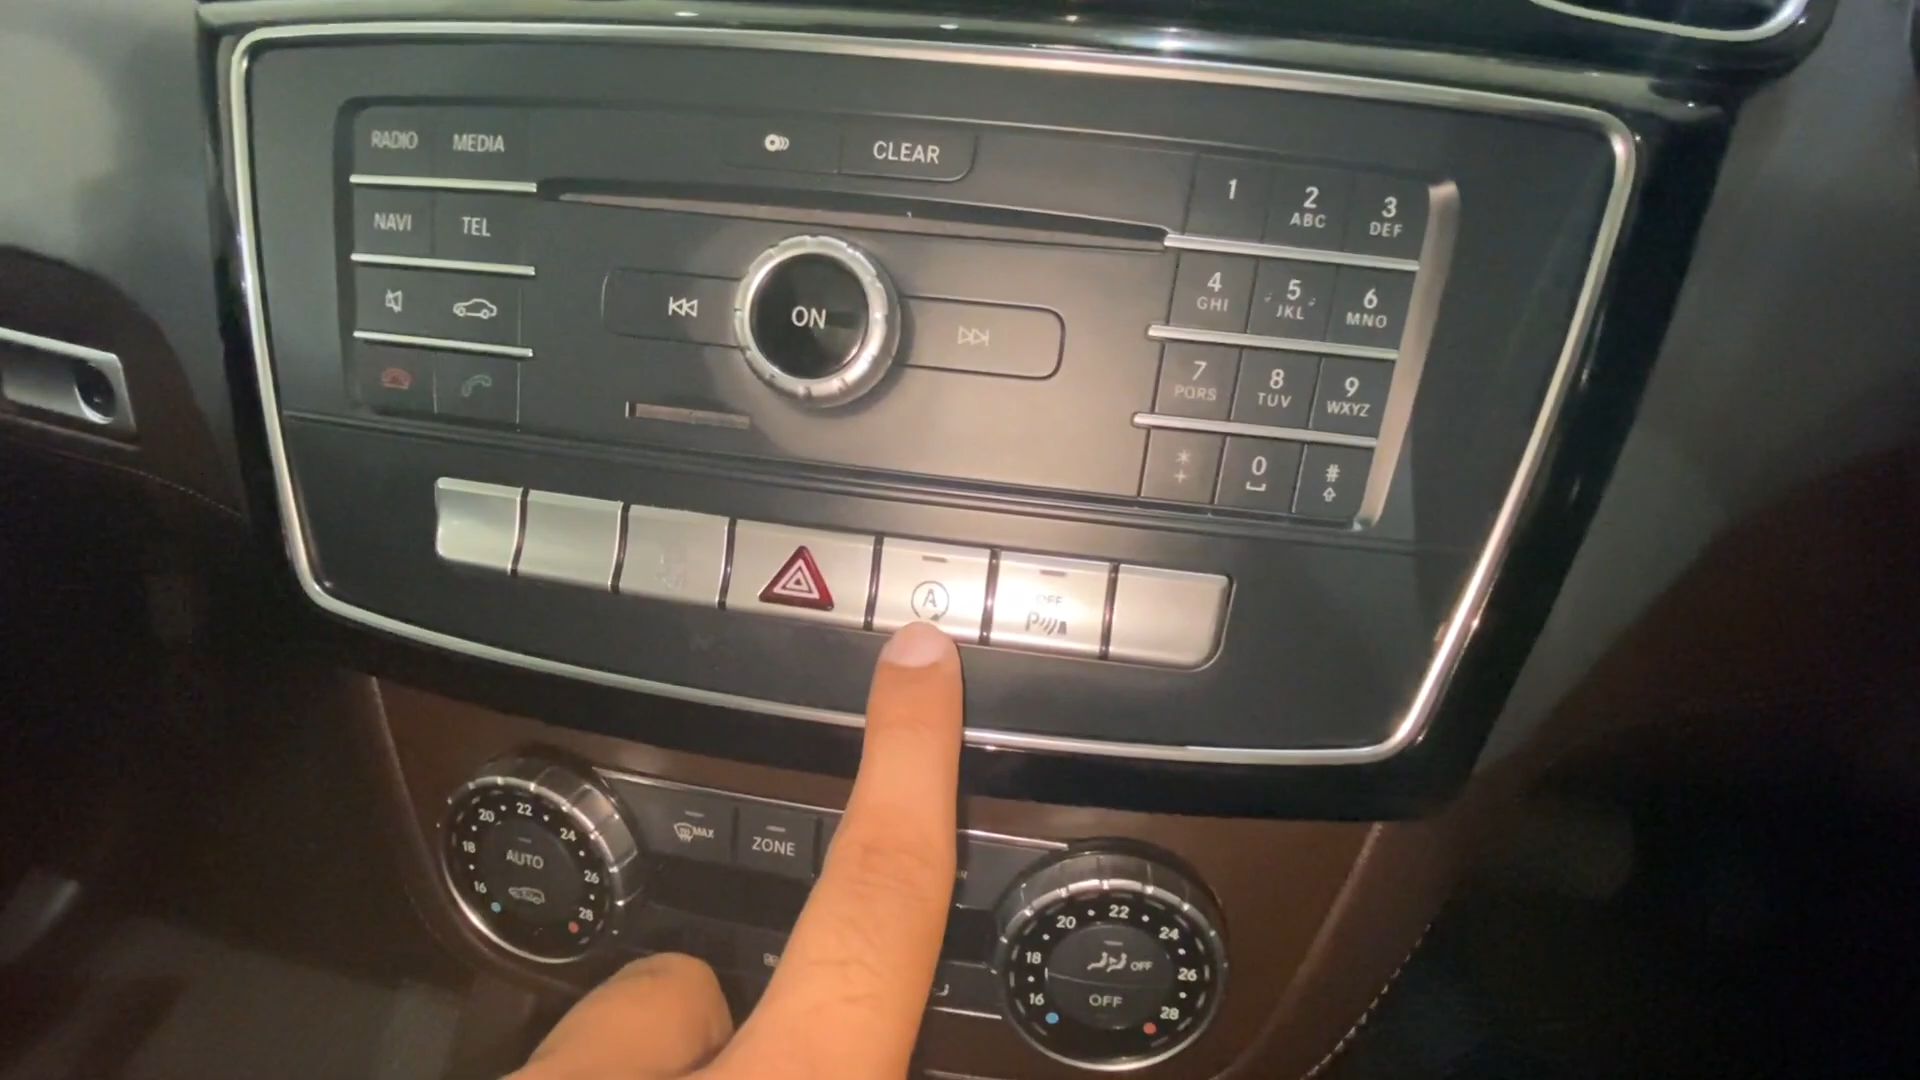 RADIO MEDIA
CLEAR
1 2 ABC 3 DEF
NAVI TEL
4 GHI 5 JKL 6 MNO
ON
7 PQRS 8 TUV 9 WXYZ
* + 0 #
A
OFF
P
16 18 20 22 24 26 28
AUTO
MAX
ZONE
16 18 20 22 24 26 28
OFF
OFF